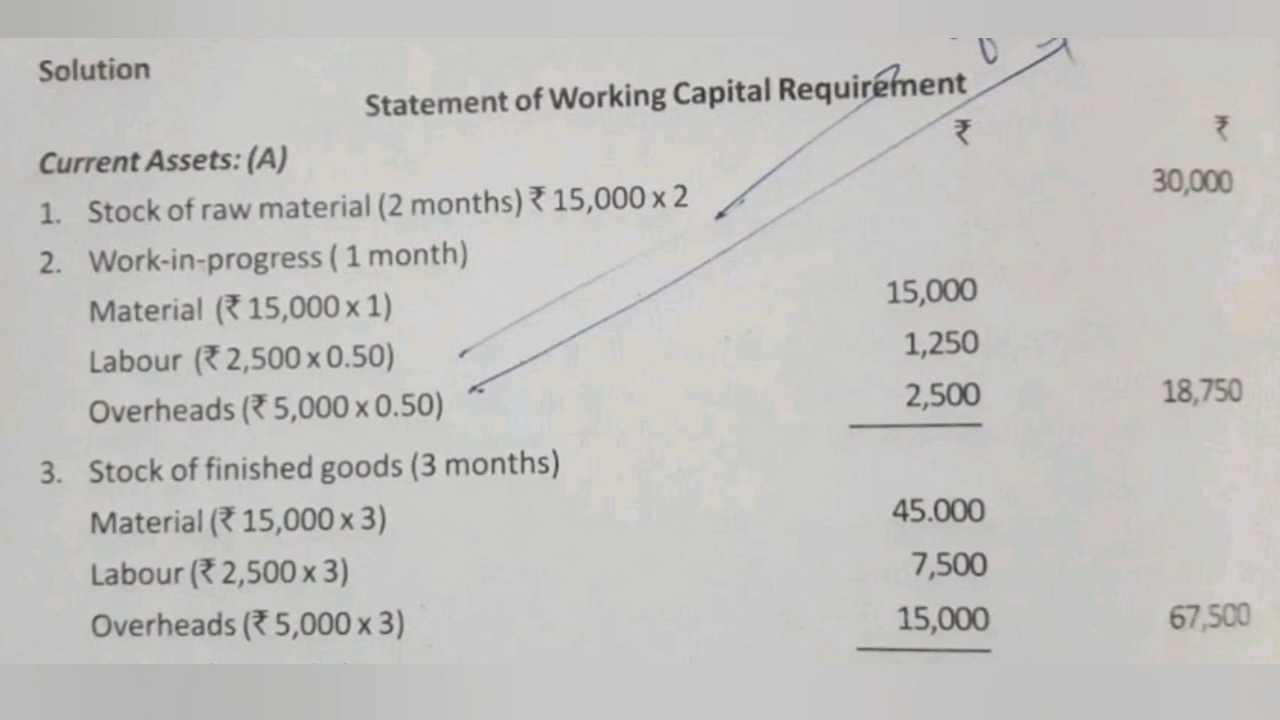 Solution
Statement of Working Capital Requirement
₹ ₹
Current Assets: (A)
1. Stock of raw material (2 months) ₹ 15,000 x 2 30,000
2. Work-in-progress ( 1 month)
Material (₹ 15,000 x 1) 15,000
Labour (₹ 2,500 x 0.50) 1,250
Overheads (₹ 5,000 x 0.50) 2,500 18,750
3. Stock of finished goods (3 months)
Material (₹ 15,000 x 3) 45.000
Labour (₹ 2,500 x 3) 7,500
Overheads (₹ 5,000 x 3) 15,000 67,500